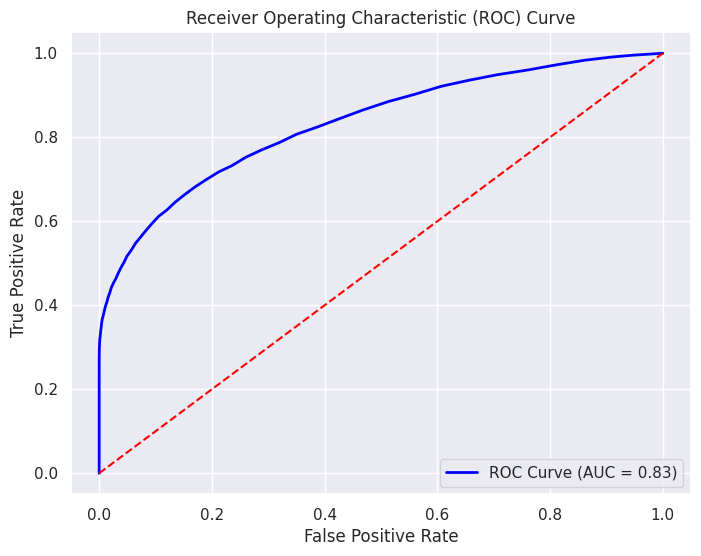 Receiver Operating Characteristic (ROC) Curve
True Positive Rate
1.0
0.8
0.6
0.4
0.2
0.0
ROC Curve (AUC = 0.83)
0.0 0.2 0.4 0.6 0.8 1.0
False Positive Rate